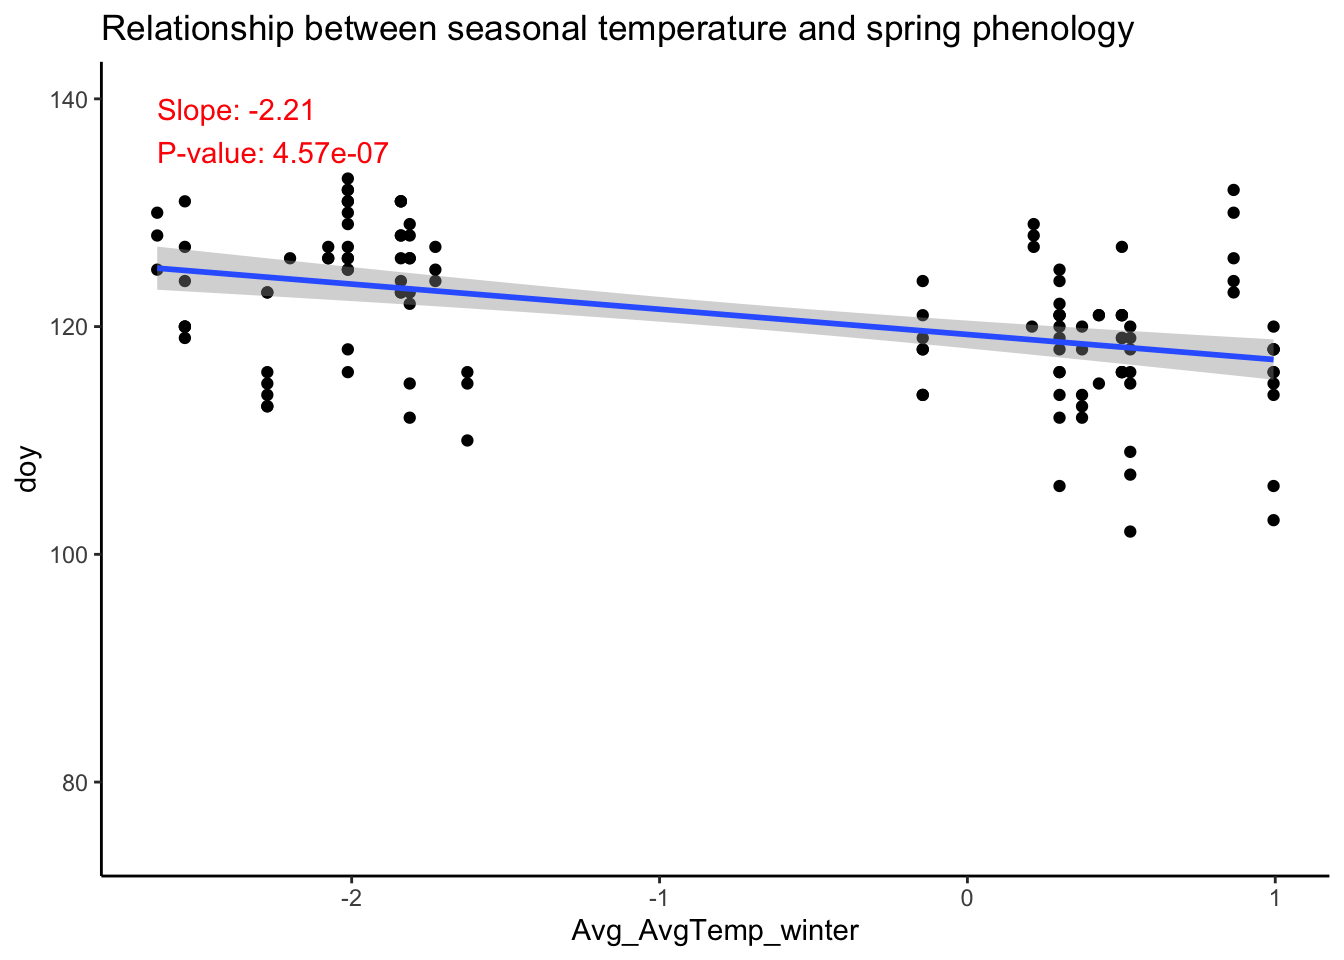 Relationship between seasonal temperature and spring phenology
140
Slope: -2.21
P-value: 4.57e-07
120
doy
100
80
-2 -1 0 1
Avg_AvgTemp_winter